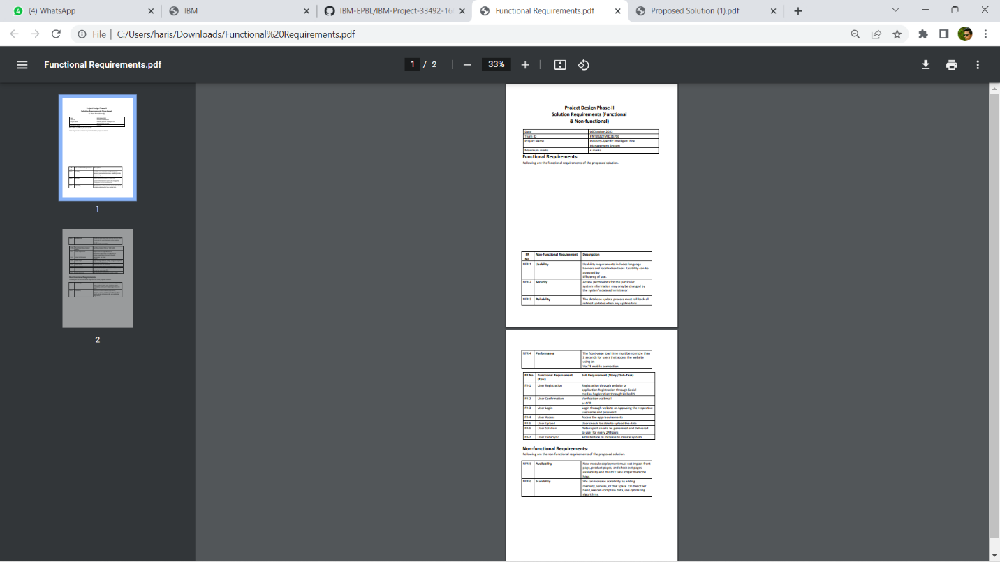 (4) WhatsApp
IBM
IBM-EPBL/IBM-Project-33492-16
Functional Requirements.pdf
Proposed Solution (1).pdf
File | C:/Users/haris/Downloads/Functional%20Requirements.pdf
Functional Requirements.pdf
1 / 2
33%
1
2
Project Design Phase-II
Solution Requirements (Functional
& Non-functional)
Date
06October 2022
Team ID
Project Name
Industry-Specific Intelligent Fire
Management System
Maximum marks
4 marks
Functional Requirements:
Following are the functional requirements of the proposed solution.
FR
No.
Non-Functional Requirement
Description
NFR-1
Usability
Usability requirements includes language
barriers and localization tasks. Usability can be
assessed by
Efficiency of use.
NFR-2
Security
Access permissions for the particular
system information may only be changed by
the system's data administrator.
NFR-3
Reliability
The database update process must roll back all
related updates when any update fails.
NFR-4
Performance
The front-page load time must be no more than
2 seconds for users that access the website
using an
VoLTE mobile connection.
FR No.
Functional Requirement
(Epic)
Sub Requirement (Story / Sub-Task)
FR-1
User Registration
Registration through website or
application Registration through Social
medias Registration through LinkedIN
FR-2
User Confirmation
Verification via Email
or OTP
FR-3
User Login
Login through website or App using the respective
username and password
FR-4
User Access
Access the app requirements
FR-5
User Upload
User should be able to upload the data
FR-6
User Solution
Data report should be generated and delivered
to user for every 24 hours
FR-7
User Data Sync
API interface to increase to invoice system
Non-functional Requirements:
Following are the non-functional requirements of the proposed solution.
NFR-5
Availability
New module deployment must not impact front
page, product pages, and check out pages
availability and mustn't take longer than one
hour.
NFR-6
Scalability
We can increase scalability by adding
memory, servers, or disk space. On the other
hand, we can compress data, use optimizing
algorithms.